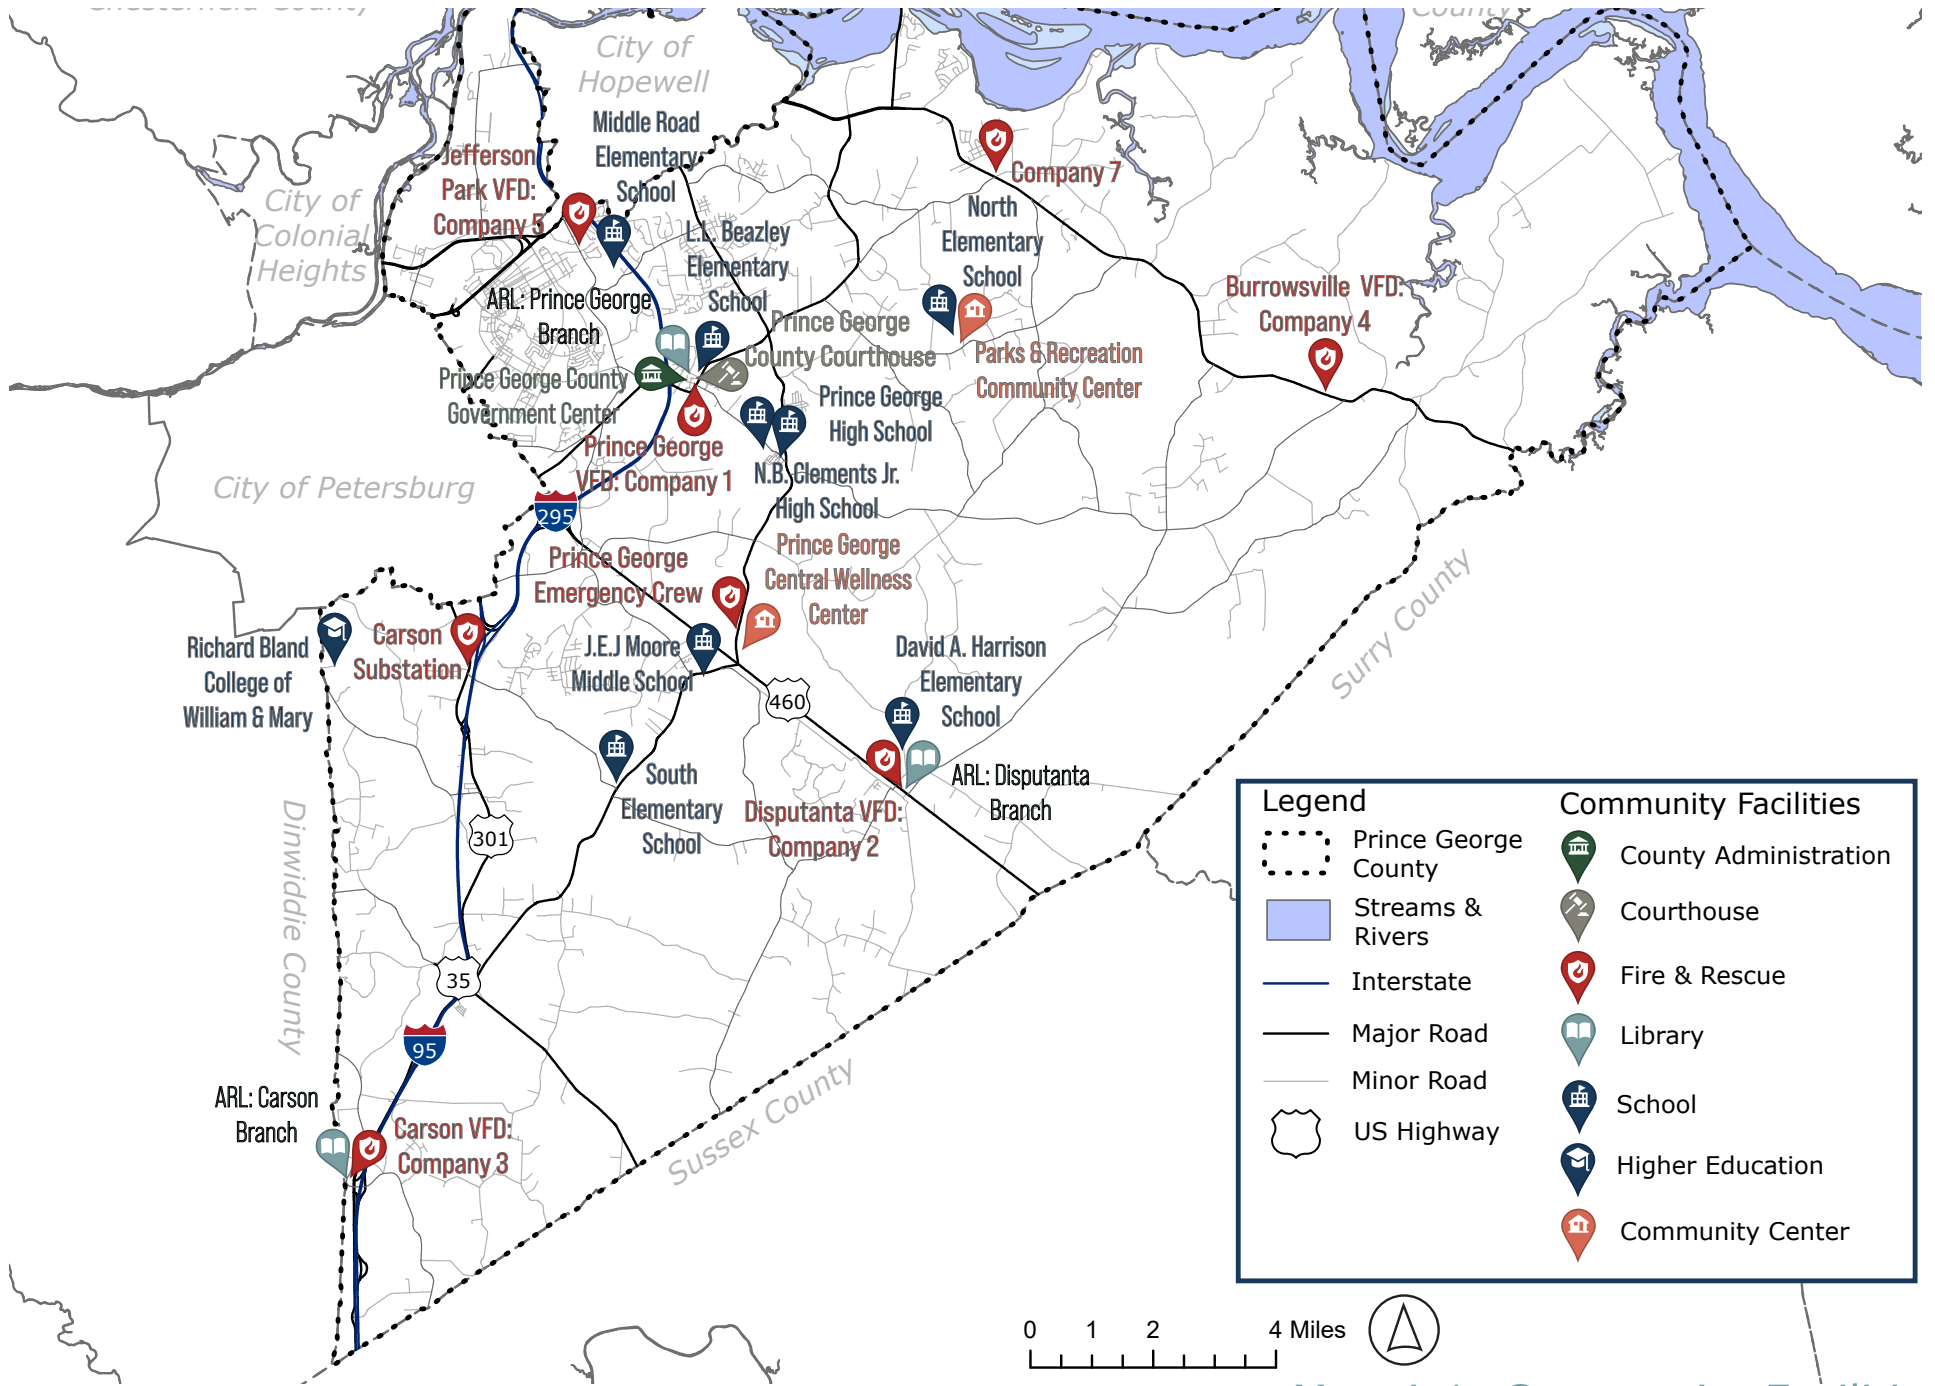 Chesterfield County
County
City of
Hopewell
Middle Road
Elementary
School
Jefferson
Park VFD:
Company 5
City of
Colonial
Heights
Company 7
North
Elementary
School
L.L. Beazley
Elementary
School
ARL: Prince George
Branch
Prince George
County Courthouse
Burrowsville VFD:
Company 4
Parks & Recreation
Community Center
Prince George County
Government Center
Prince George
High School
Prince George
VFD: Company 1
N.B. Clements Jr.
High School
City of Petersburg
295
Prince George
Emergency Crew
Prince George
Central Wellness
Center
Surry County
Richard Bland
College of
William & Mary
Carson
Substation
J.E.J Moore
Middle School
David A. Harrison
Elementary
School
460
South
Elementary
School
Disputanta VFD:
Company 2
ARL: Disputanta
Branch
301
Dinwiddie County
35
95
Sussex County
ARL: Carson
Branch
Carson VFD:
Company 3
Legend
Prince George
County
Streams &
Rivers
Interstate
Major Road
Minor Road
US Highway
Community Facilities
County Administration
Courthouse
Fire & Rescue
Library
School
Higher Education
Community Center
0 1 2 4 Miles